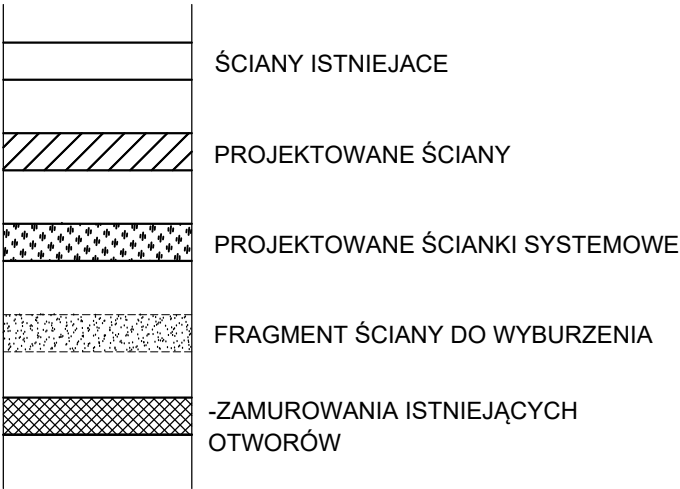 ŚCIANY ISTNIEJACE
PROJEKTOWANE ŚCIANY
PROJEKTOWANE ŚCIANKI SYSTEMOWE
FRAGMENT ŚCIANY DO WYBURZENIA
-ZAMUROWANIA ISTNIEJĄCYCH
OTWORÓW